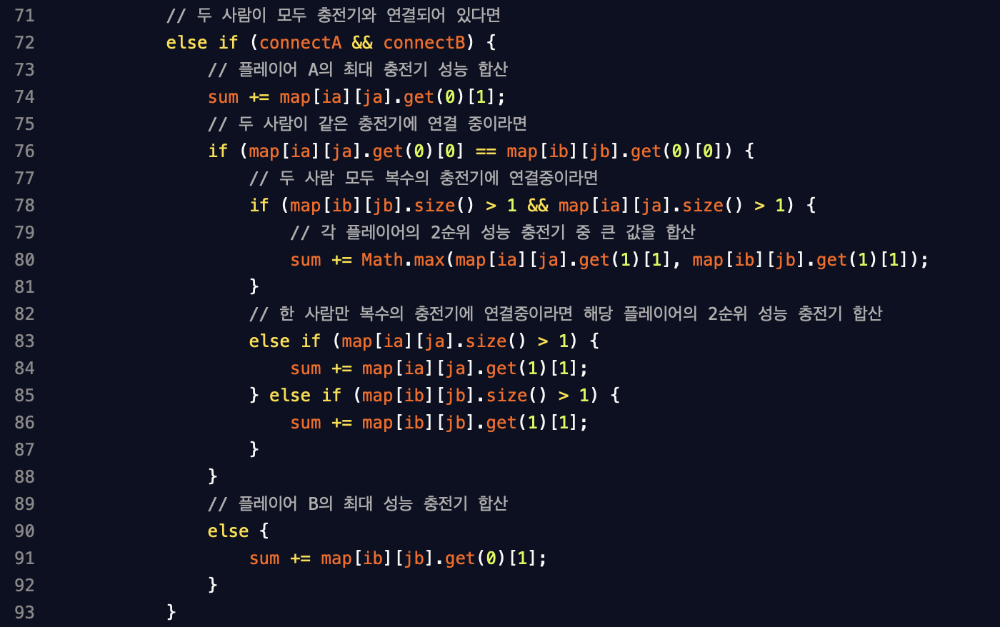 71 // 두 사람이 모두 충전기와 연결되어 있다면
72 else if (connectA && connectB) {
73 // 플레이어 A의 최대 충전기 성능 합산
74 sum += map[ia][ja].get(0)[1];
75 // 두 사람이 같은 충전기에 연결 중이라면
76 if (map[ia][ja].get(0)[0] == map[ib][jb].get(0)[0]) {
77 // 두 사람 모두 복수의 충전기에 연결중이라면
78 if (map[ib][jb].size() > 1 && map[ia][ja].size() > 1) {
79 // 각 플레이어의 2순위 성능 충전기 중 큰 값을 합산
80 sum += Math.max(map[ia][ja].get(1)[1], map[ib][jb].get(1)[1]);
81 }
82 // 한 사람만 복수의 충전기에 연결중이라면 해당 플레이어의 2순위 성능 충전기 합산
83 else if (map[ia][ja].size() > 1) {
84 sum += map[ia][ja].get(1)[1];
85 } else if (map[ib][jb].size() > 1) {
86 sum += map[ib][jb].get(1)[1];
87 }
88 }
89 // 플레이어 B의 최대 성능 충전기 합산
90 else {
91 sum += map[ib][jb].get(0)[1];
92 }
93 }